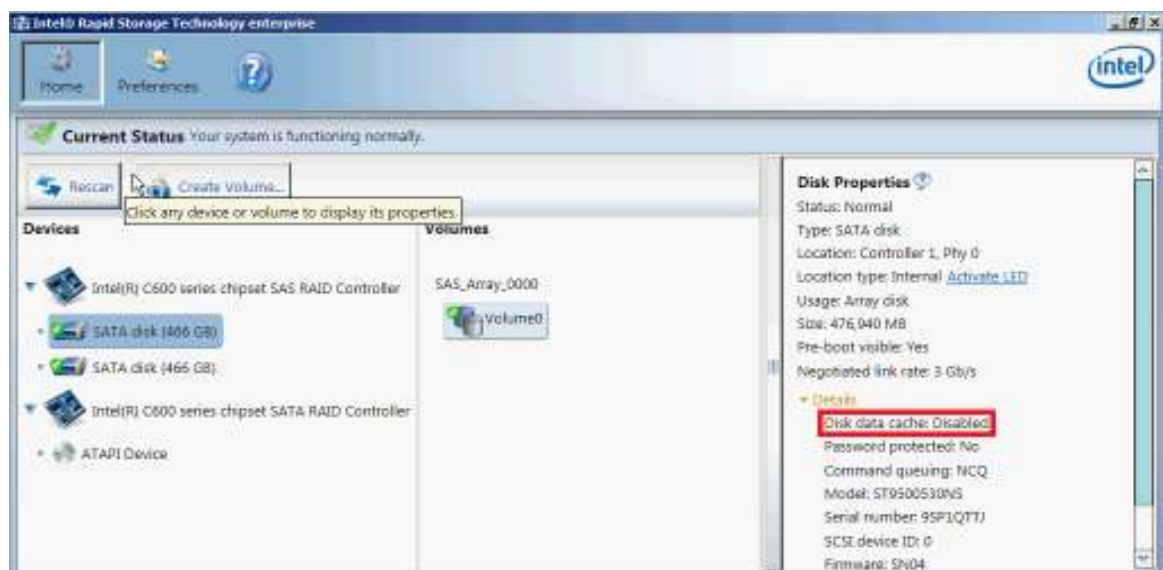 Intel® Rapid Storage Technology enterprise
Home
Preferences
?
intel
Current Status Your system is functioning normally.
Rescan
Create Volume...
Click any device or volume to display its properties.
Devices
Volumes
Intel(R) C600 series chipset SAS RAID Controller
SATA disk (466 GB)
SATA disk (466 GB)
Intel(R) C600 series chipset SATA RAID Controller
ATAPI Device
SAS_Array_0000
Volume0
Disk Properties
Status: Normal
Type: SATA disk
Location: Controller 1, Phy 0
Location type: Internal Activate LED
Usage: Array disk
Size: 476,940 MB
Pre-boot visible: Yes
Negotiated link rate: 3 Gb/s
Details
Disk data cache: Disabled
Password protected: No
Command queuing: NCQ
Model: ST9500530NS
Serial number: 9SP1QTTJ
SCSI device ID: 0
Firmware: SN04